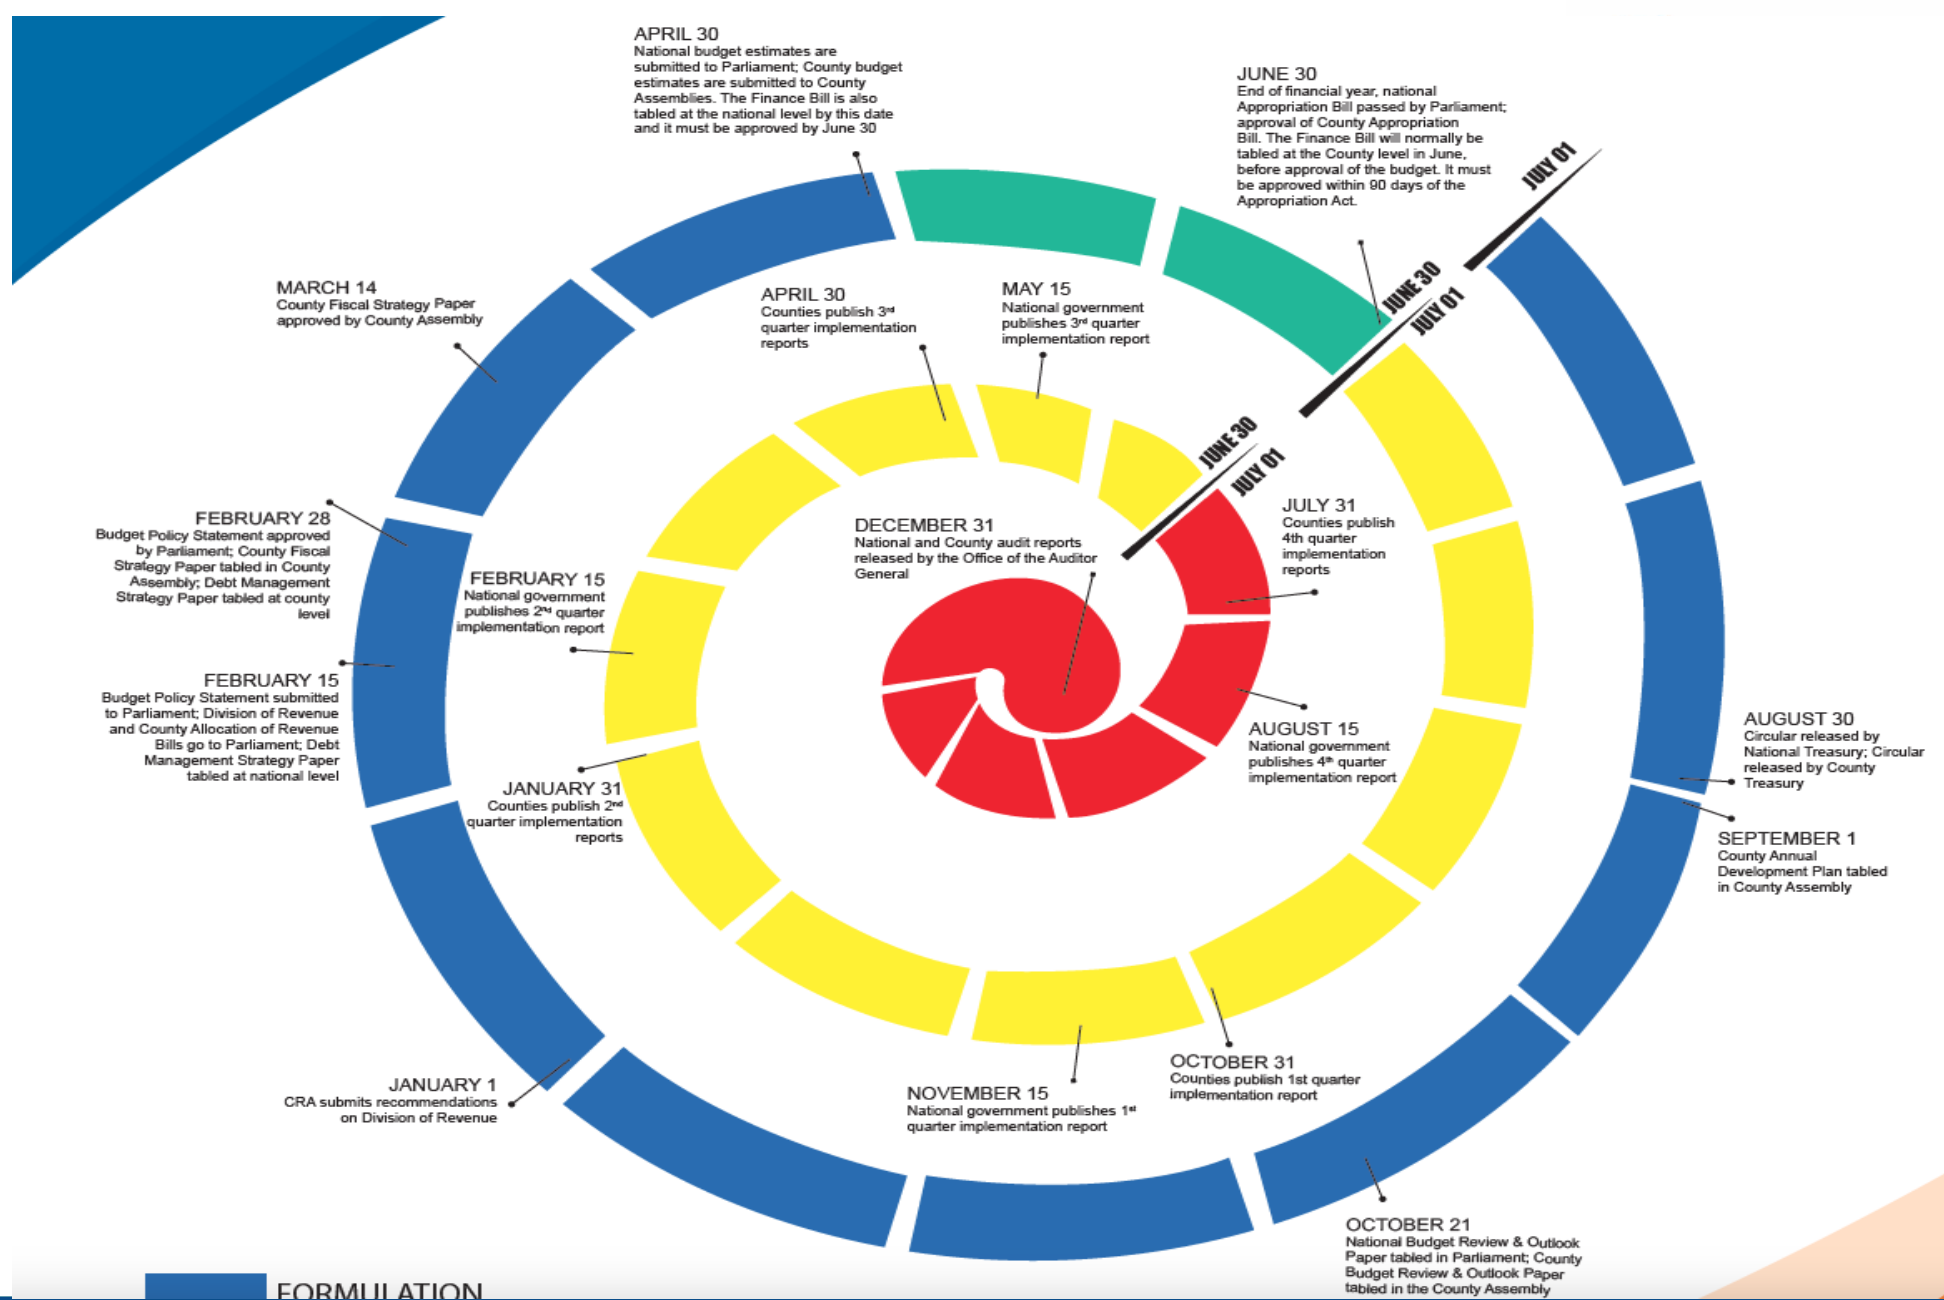 APRIL 30
National budget estimates are
submitted to Parliament; County budget
estimates are submitted to County
Assemblies. The Finance Bill is also
tabled at the national level by this date
and it must be approved by June 30
JUNE 30
End of financial year, national
Appropriation Bill passed by Parliament;
approval of County Appropriation
Bill. The Finance Bill will normally be
tabled at the County level in June,
before approval of the budget. It must
be approved within 90 days of the
Appropriation Act.
JULY 01
JUNE 30
JULY 01
MARCH 14
County Fiscal Strategy Paper
approved by County Assembly
APRIL 30
Counties publish 3rd
quarter implementation
reports
MAY 15
National government
publishes 3rd quarter
implementation report
JUNE 30
JULY 01
FEBRUARY 28
Budget Policy Statement approved
by Parliament; County Fiscal
Strategy Paper tabled in County
Assembly; Debt Management
Strategy Paper tabled at county
level
FEBRUARY 15
National government
publishes 2nd quarter
implementation report
DECEMBER 31
National and County audit reports
released by the Office of the Auditor
General
JULY 31
Counties publish
4th quarter
implementation
reports
FEBRUARY 15
Budget Policy Statement submitted
to Parliament; Division of Revenue
and County Allocation of Revenue
Bills go to Parliament; Debt
Management Strategy Paper
tabled at national level
JANUARY 31
Counties publish 2nd
quarter implementation
reports
AUGUST 15
National government
publishes 4th quarter
implementation report
AUGUST 30
Circular released by
National Treasury; Circular
released by County
Treasury
SEPTEMBER 1
County Annual
Development Plan tabled
in County Assembly
JANUARY 1
CRA submits recommendations
on Division of Revenue
NOVEMBER 15
National government publishes 1st
quarter implementation report
OCTOBER 31
Counties publish 1st quarter
implementation report
OCTOBER 21
National Budget Review & Outlook
Paper tabled in Parliament; County
Budget Review & Outlook Paper
tabled in the County Assembly
FORMULATION